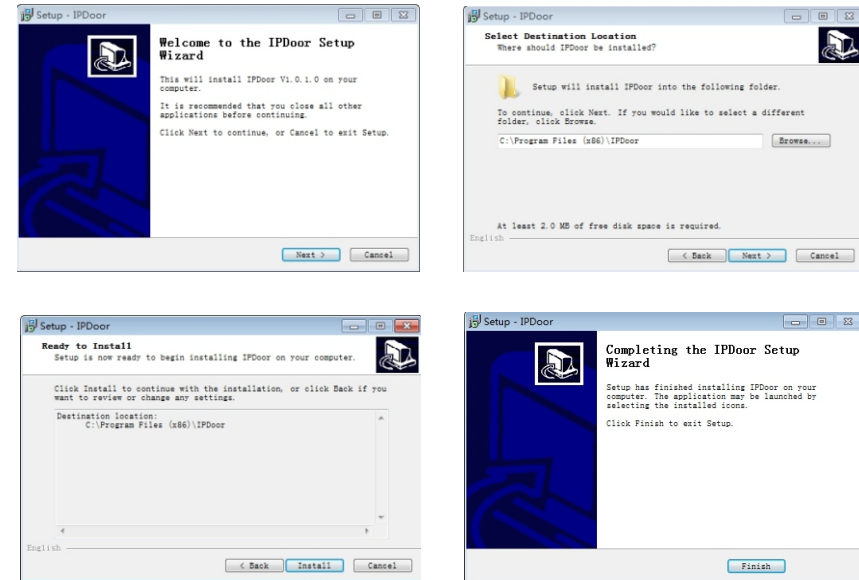 Setup - IPDoor
Welcome to the IPDoor Setup
Wizard
This will install IPDoor V1.0.1.0 on your
computer.
It is recommended that you close all other
applications before continuing.
Click Next to continue, or Cancel to exit Setup.
Next >
Cancel
Setup - IPDoor
Select Destination Location
Where should IPDoor be installed?
Setup will install IPDoor into the following folder.
To continue, click Next. If you would like to select a different
folder, click Browse.
C:\Program Files (x86)\IPDoor
Browse...
At least 2.0 MB of free disk space is required.
English
< Back
Next >
Cancel
Setup - IPDoor
Ready to Install
Setup is now ready to begin installing IPDoor on your computer.
Click Install to continue with the installation, or click Back if you
want to review or change any settings.
Destination location:
C:\Program Files (x86)\IPDoor
English
< Back
Install
Cancel
Setup - IPDoor
Completing the IPDoor Setup
Wizard
Setup has finished installing IPDoor on your
computer. The application may be launched by
selecting the installed icons.
Click Finish to exit Setup.
Finish